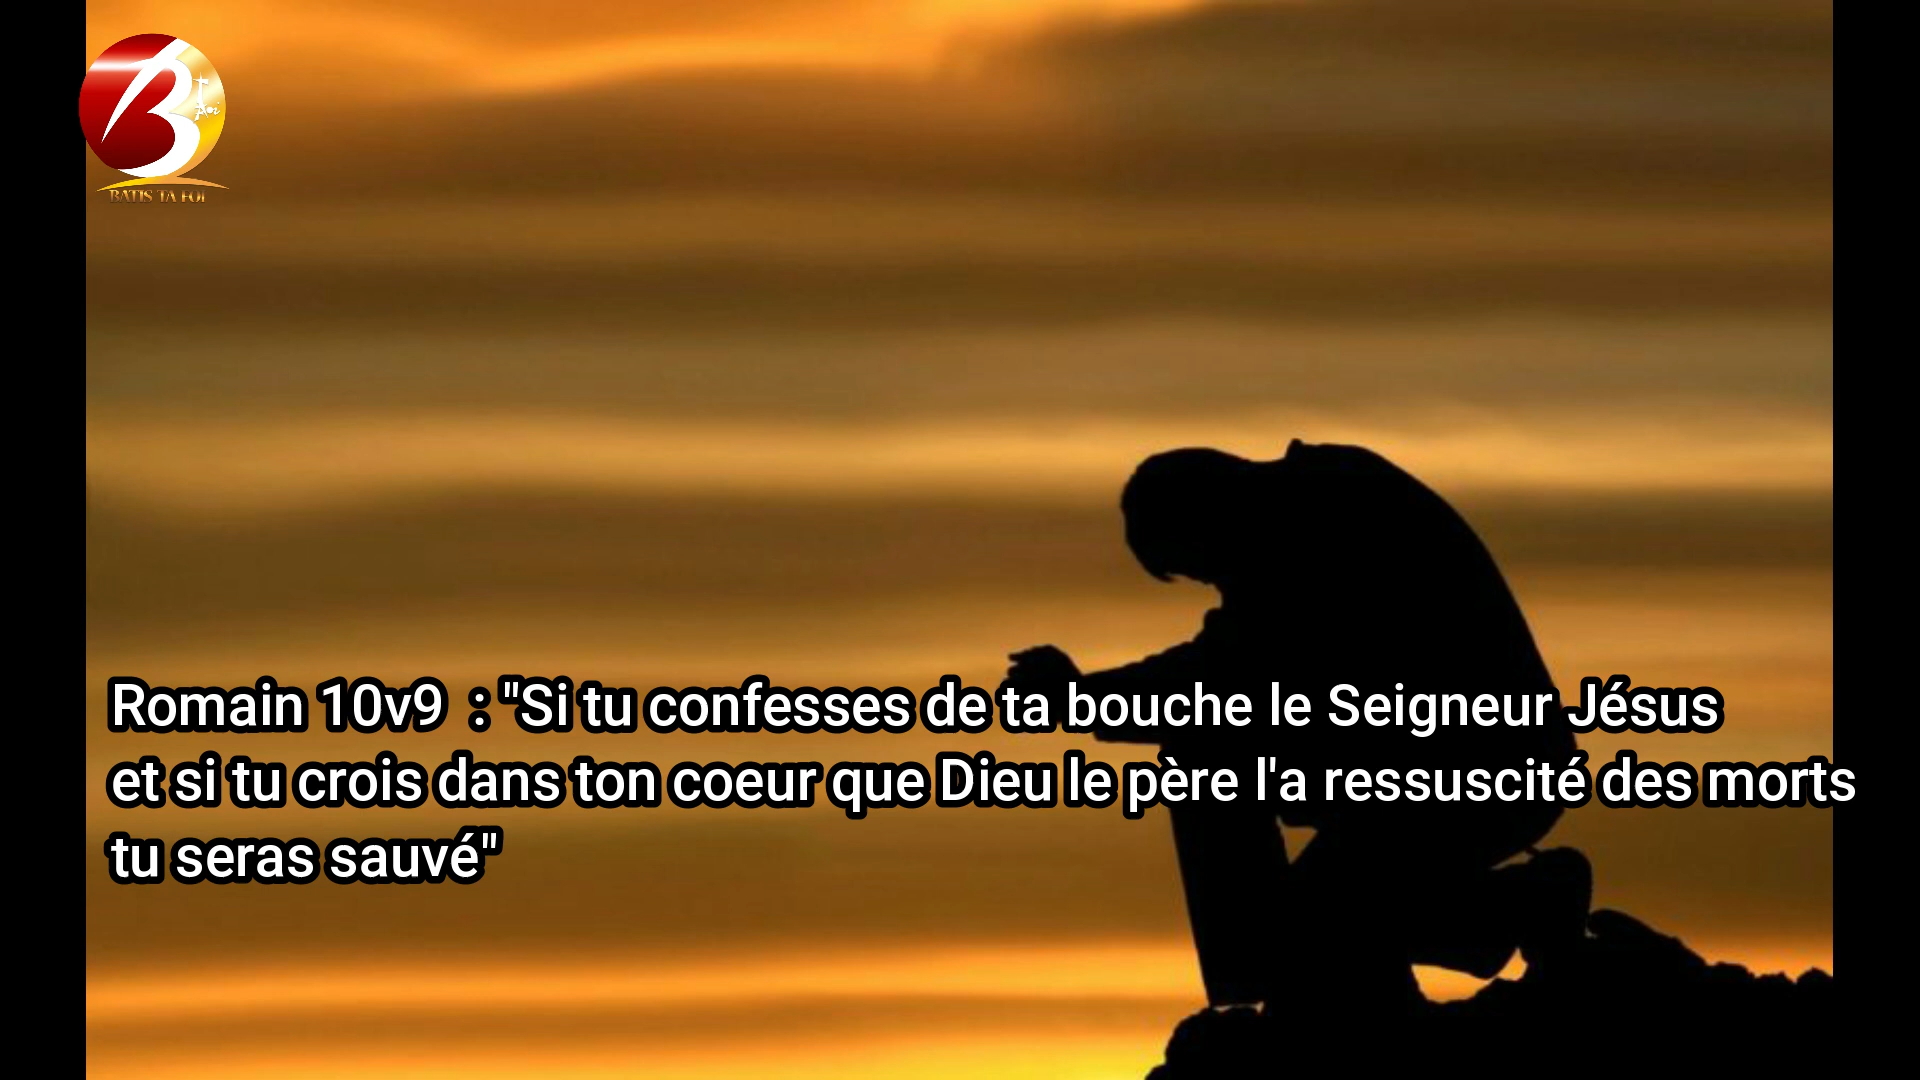 B
Foi
BATIS TA FOI
Romain 10v9 : "Si tu confesses de ta bouche le Seigneur Jésus
et si tu crois dans ton coeur que Dieu le père l'a ressuscité des morts
tu seras sauvé"